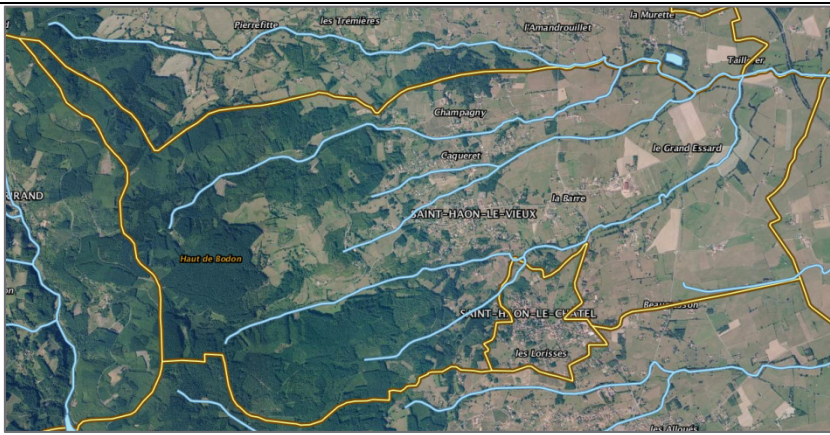 la Murette
les Trémières
Pierrefitte
l'Amandrouillet
Champagny
Caqueret
le Grand Essard
RRAND
la Barre
SAINT-HAON-LE-VIEUX
Haut de Bodon
SAINT-HAON-LE-CHATEL
les Lorisses
les Alloués